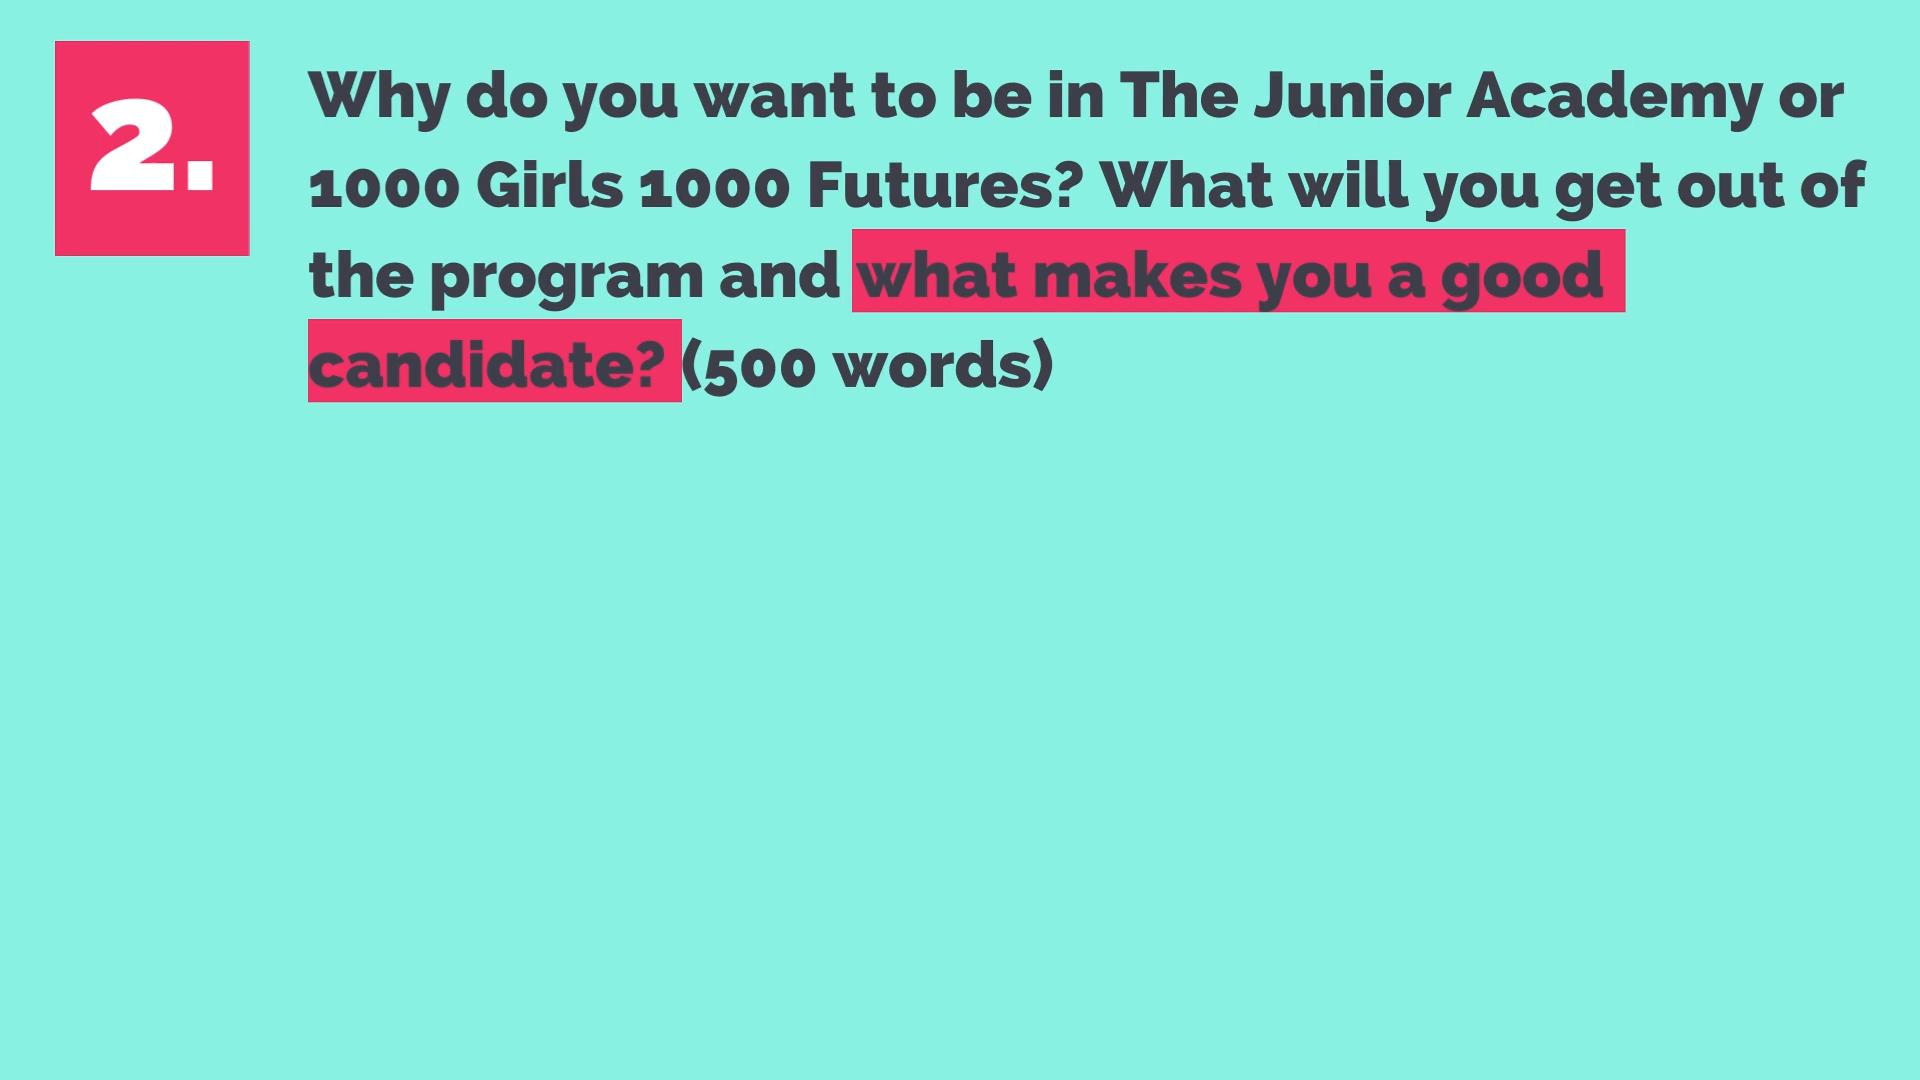 2.
Why do you want to be in The Junior Academy or
1000 Girls 1000 Futures? What will you get out of
the program and what makes you a good
candidate? (500 words)